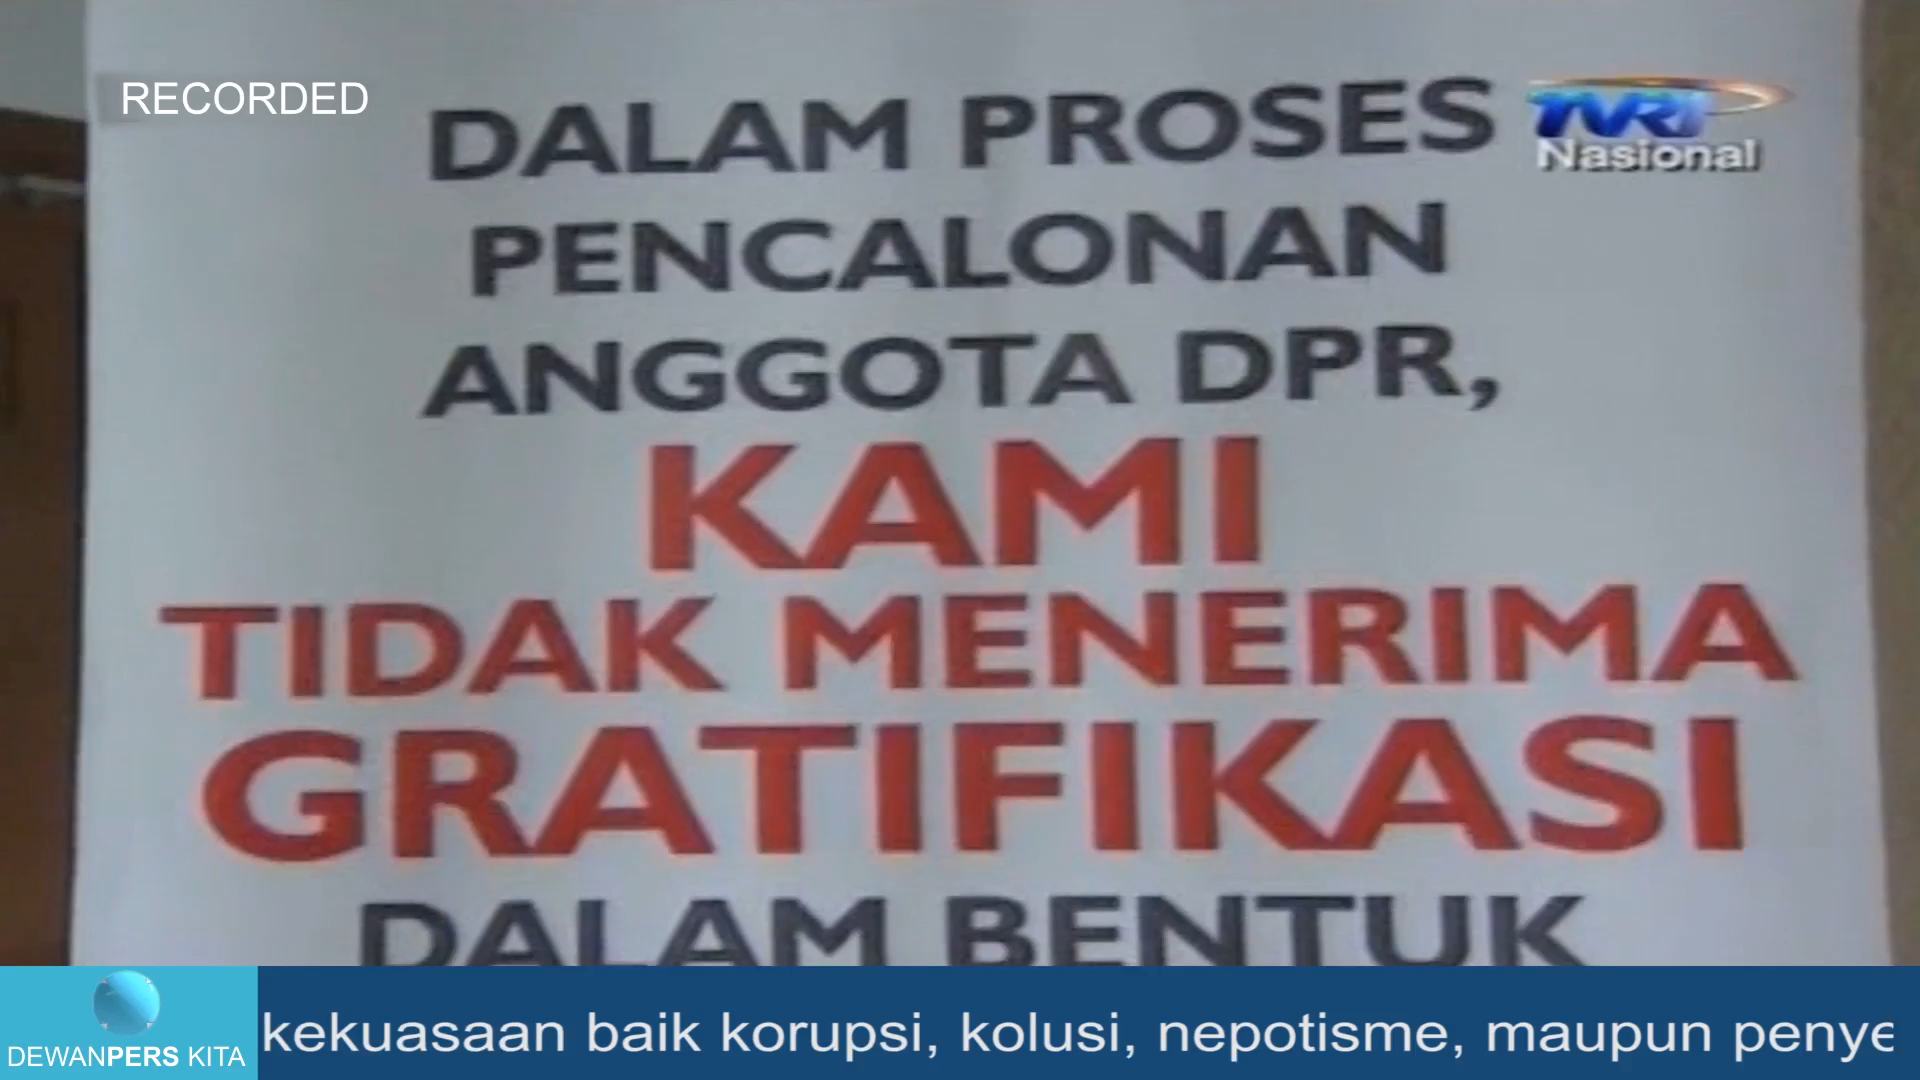 RECORDED
TVRI
Nasional
DALAM PROSES
PENCALONAN
ANGGOTA DPR,
KAMI
TIDAK MENERIMA
GRATIFIKASI
DALAM BENTUK
DEWANPERS KITA
kekuasaan baik korupsi, kolusi, nepotisme, maupun penye